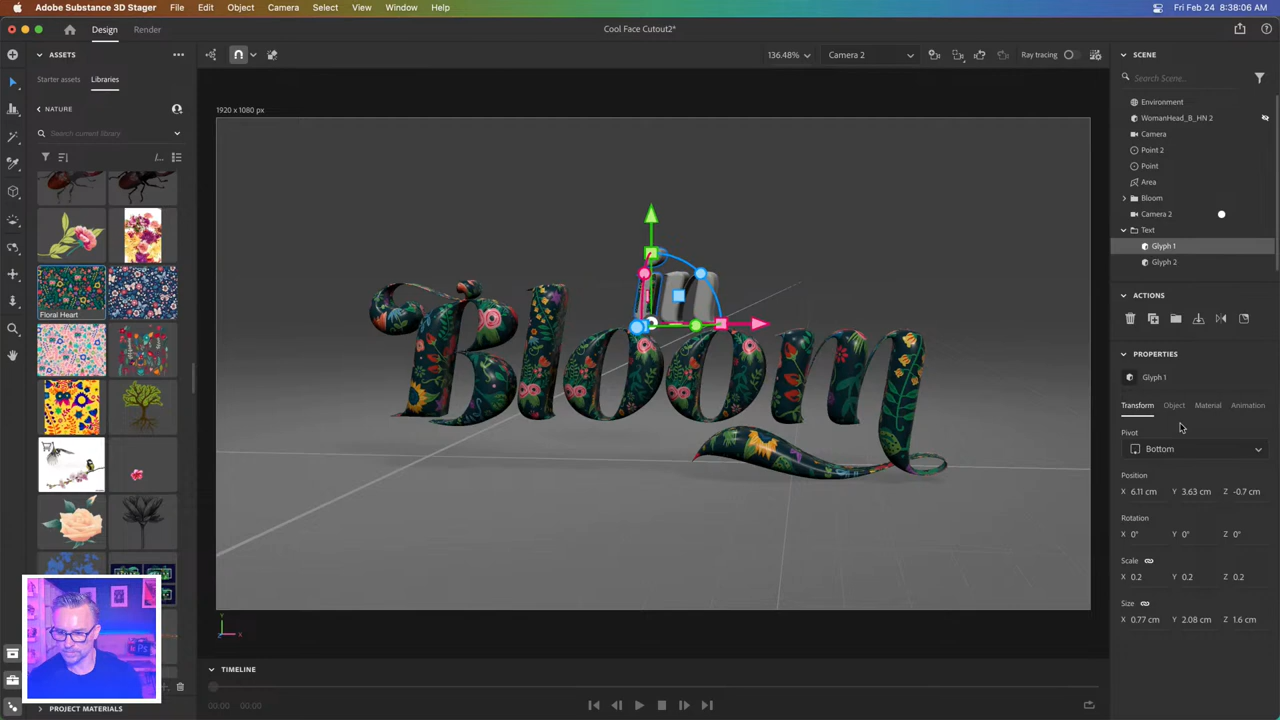 Adobe Substance 3D Stager File Edit Object Camera Select View Window Help Fri Feb 24 8:38:06 AM
Design Render Cool Face Cutout2*
ASSETS
Starter assets Libraries
NATURE
Search current library
Floral Heart
PROJECT MATERIALS
136.48% Camera 2 Ray tracing
1920 x 1080 px
Bloom
Y
X
Ps
TIMELINE
00:00 00:00
SCENE
Search Scene...
Environment
WomanHead_B_HN 2
Camera
Point 2
Point
Area
Bloom
Camera 2
Text
Glyph 1
Glyph 2
ACTIONS
PROPERTIES
Glyph 1
Transform Object Material Animation
Pivot
Bottom
Position
X 6.11 cm Y 3.63 cm Z -0.7 cm
Rotation
X 0° Y 0° Z 0°
Scale
X 0.2 Y 0.2 Z 0.2
Size
X 0.77 cm Y 2.08 cm Z 1.6 cm